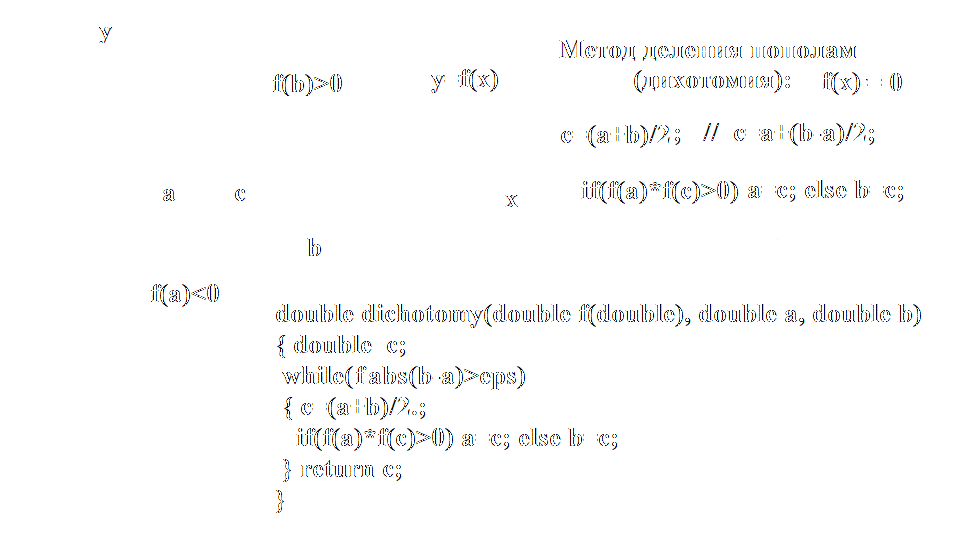 y
Метод деления пополам
(дихотомия): f(x) = 0
f(b)>0
y=f(x)
c=(a+b)/2; // c=a+(b-a)/2;
if(f(a)*f(c)>0) a=c; else b=c;
a
c
x
b
f(a)<0
double dichotomy(double f(double), double a, double b)
{ double c;
while(fabs(b-a)>eps)
{ c=(a+b)/2.;
if(f(a)*f(c)>0) a=c; else b=c;
} return c;
}